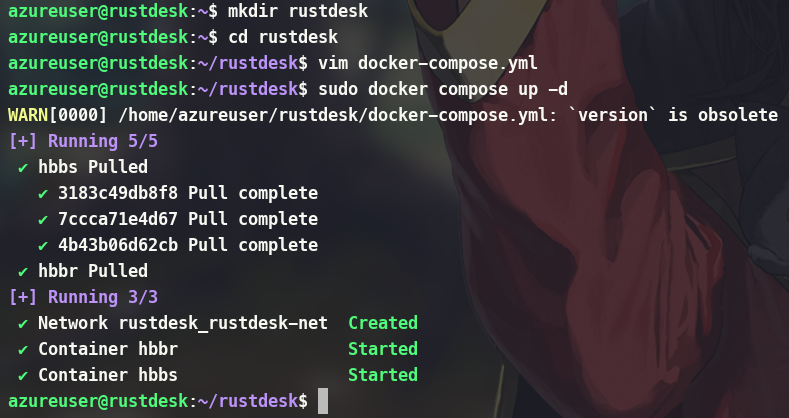 azureuser@rustdesk:~$ mkdir rustdesk
azureuser@rustdesk:~$ cd rustdesk
azureuser@rustdesk:~/rustdesk$ vim docker-compose.yml
azureuser@rustdesk:~/rustdesk$ sudo docker compose up -d
WARN[0000] /home/azureuser/rustdesk/docker-compose.yml: `version` is obsolete
[+] Running 5/5
✔ hbbs Pulled
✔ 3183c49db8f8 Pull complete
✔ 7ccca71e4d67 Pull complete
✔ 4b43b06d62cb Pull complete
✔ hbbr Pulled
[+] Running 3/3
✔ Network rustdesk_rustdesk-net Created
✔ Container hbbr Started
✔ Container hbbs Started
azureuser@rustdesk:~/rustdesk$